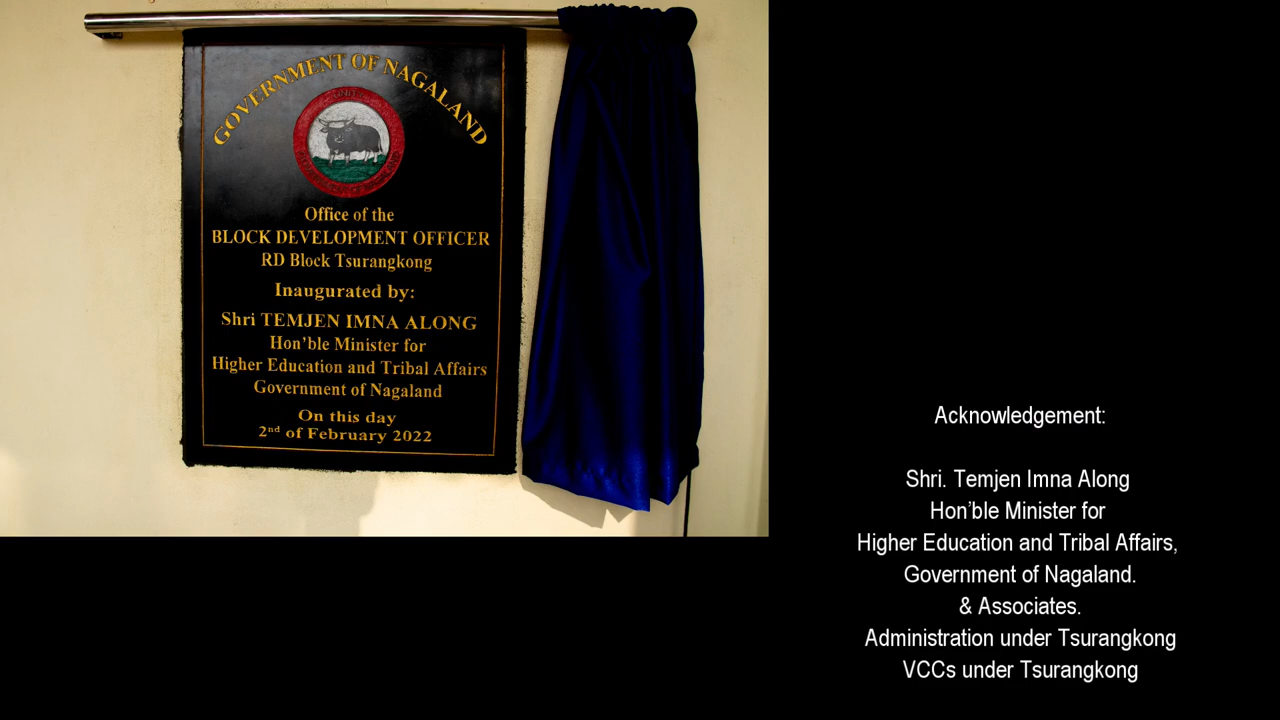 GOVERNMENT OF NAGALAND
UNITY
Office of the
BLOCK DEVELOPMENT OFFICER
RD Block Tsurangkong
Inaugurated by:
Shri TEMJEN IMNA ALONG
Hon'ble Minister for
Higher Education and Tribal Affairs
Government of Nagaland
On this day
2nd of February 2022
Acknowledgement:
Shri. Temjen Imna Along
Hon’ble Minister for
Higher Education and Tribal Affairs,
Government of Nagaland.
& Associates.
Administration under Tsurangkong
VCCs under Tsurangkong